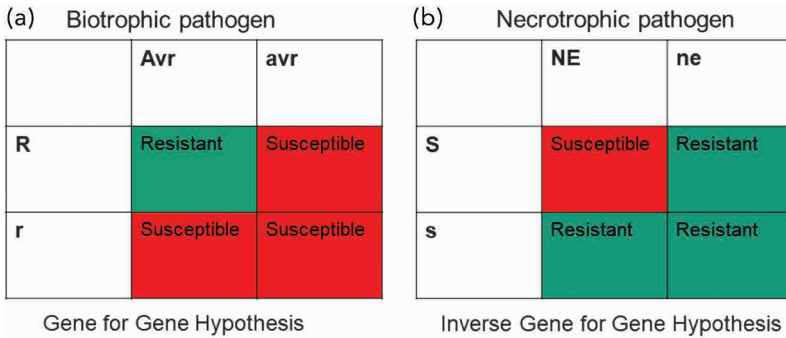 (a) Biotrophic pathogen
Avr avr
R Resistant Susceptible
r Susceptible Susceptible
Gene for Gene Hypothesis
(b) Necrotrophic pathogen
NE ne
S Susceptible Resistant
s Resistant Resistant
Inverse Gene for Gene Hypothesis